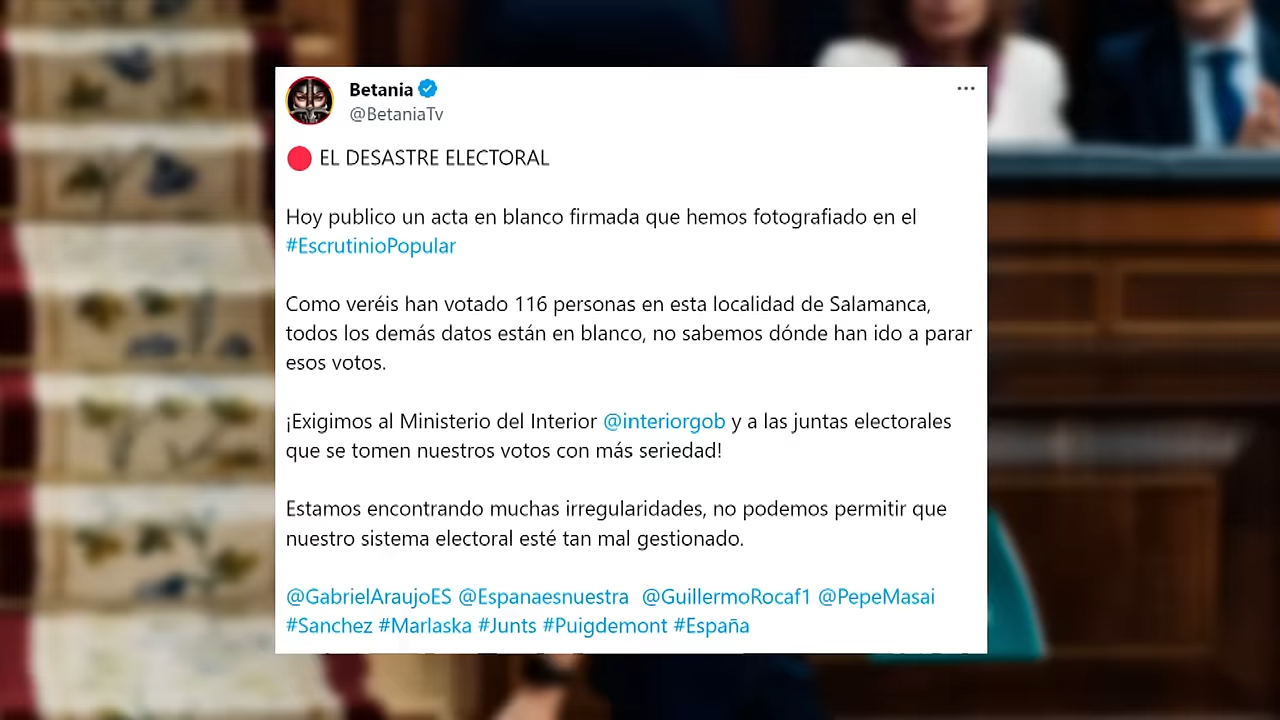 Betania
@BetaniaTv
🔴 EL DESASTRE ELECTORAL
Hoy publico un acta en blanco firmada que hemos fotografiado en el
#EscrutinioPopular
Como veréis han votado 116 personas en esta localidad de Salamanca,
todos los demás datos están en blanco, no sabemos dónde han ido a parar
esos votos.
¡Exigimos al Ministerio del Interior @interiorgob y a las juntas electorales
que se tomen nuestros votos con más seriedad!
Estamos encontrando muchas irregularidades, no podemos permitir que
nuestro sistema electoral esté tan mal gestionado.
@GabrielAraujoES @Espanaesnuestra @GuillermoRocaf1 @PepeMasai
#Sanchez #Marlaska #Junts #Puigdemont #España